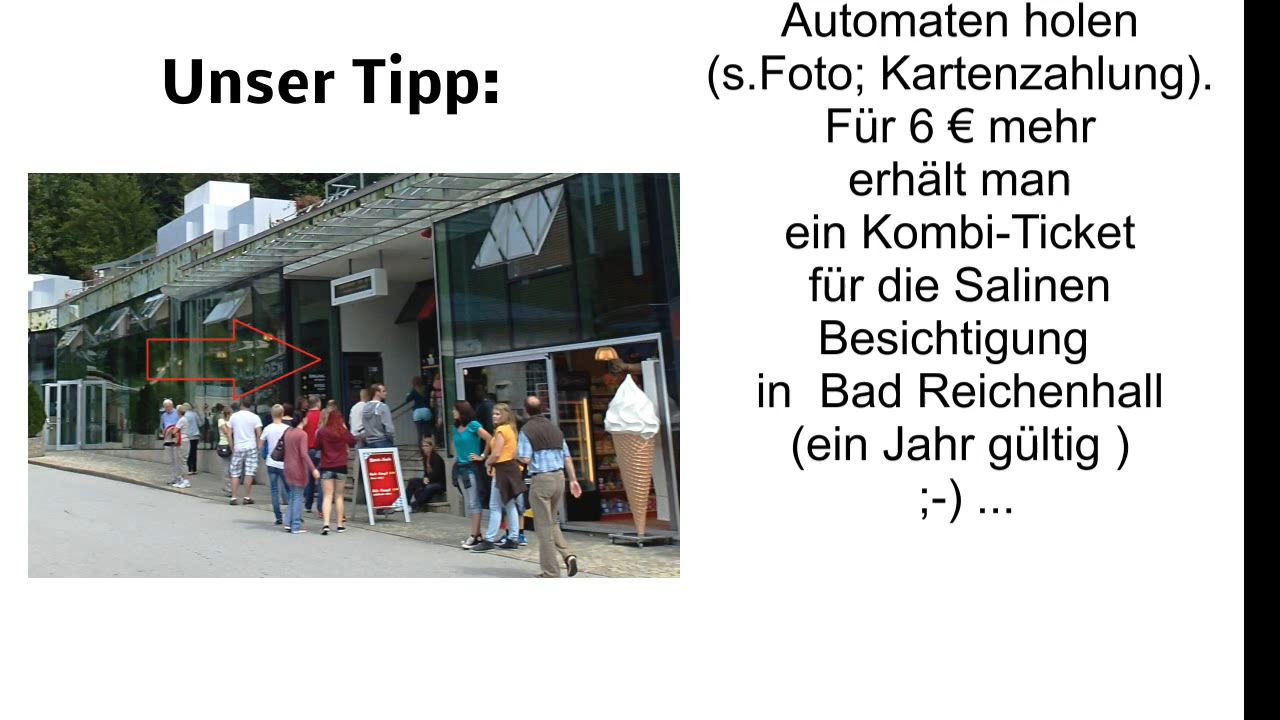 Unser Tipp:
Automaten holen
(s.Foto; Kartenzahlung).
Für 6 € mehr
erhält man
ein Kombi-Ticket
für die Salinen
Besichtigung
in  Bad Reichenhall
(ein Jahr gültig )
;-) ...